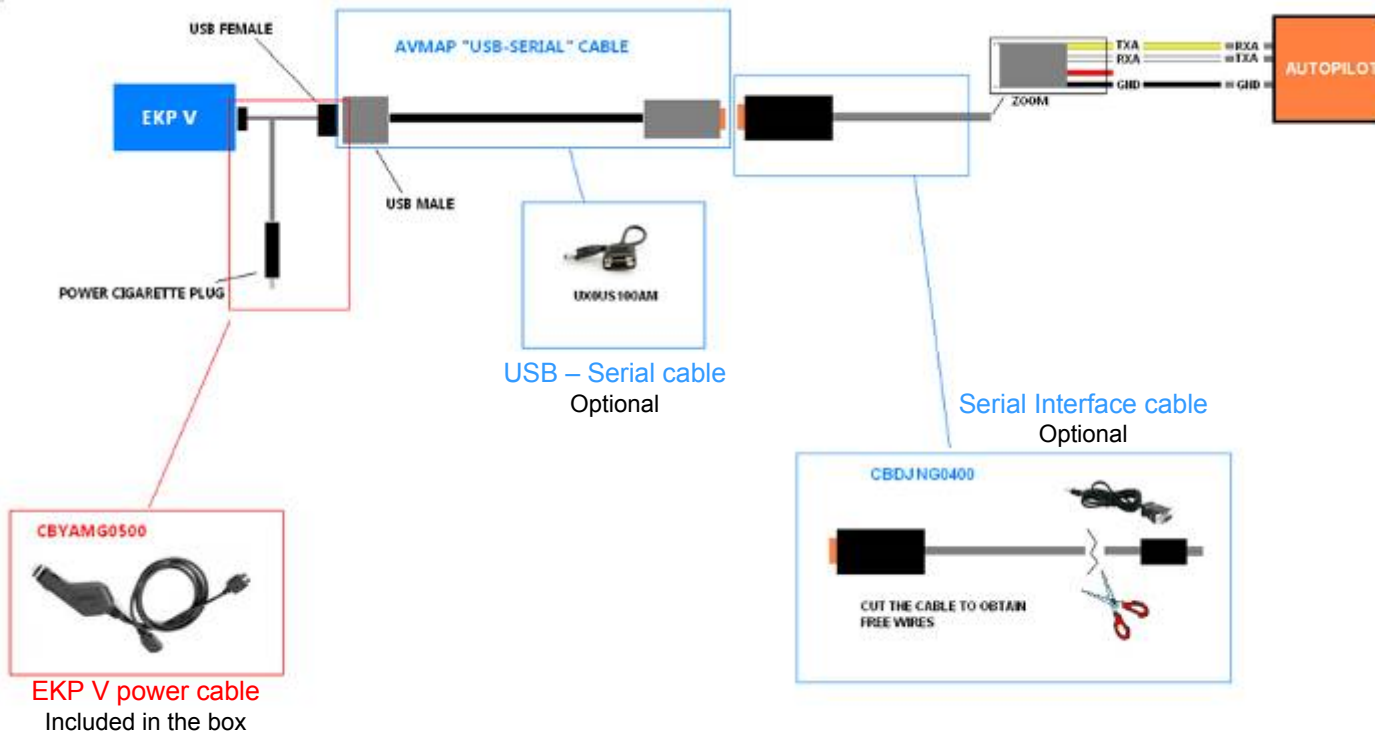 USB FEMALE
AVMAP "USB-SERIAL" CABLE
EKP V
USB MALE
POWER CIGARETTE PLUG
TXA
RXA
RXA
TXA
GND
GND
ZOOM
AUTOPILOT
UX0US100AM
USB – Serial cable
Optional
Serial Interface cable
Optional
CBDJNG0400
CUT THE CABLE TO OBTAIN
FREE WIRES
CBYAMG0500
EKP V power cable
Included in the box